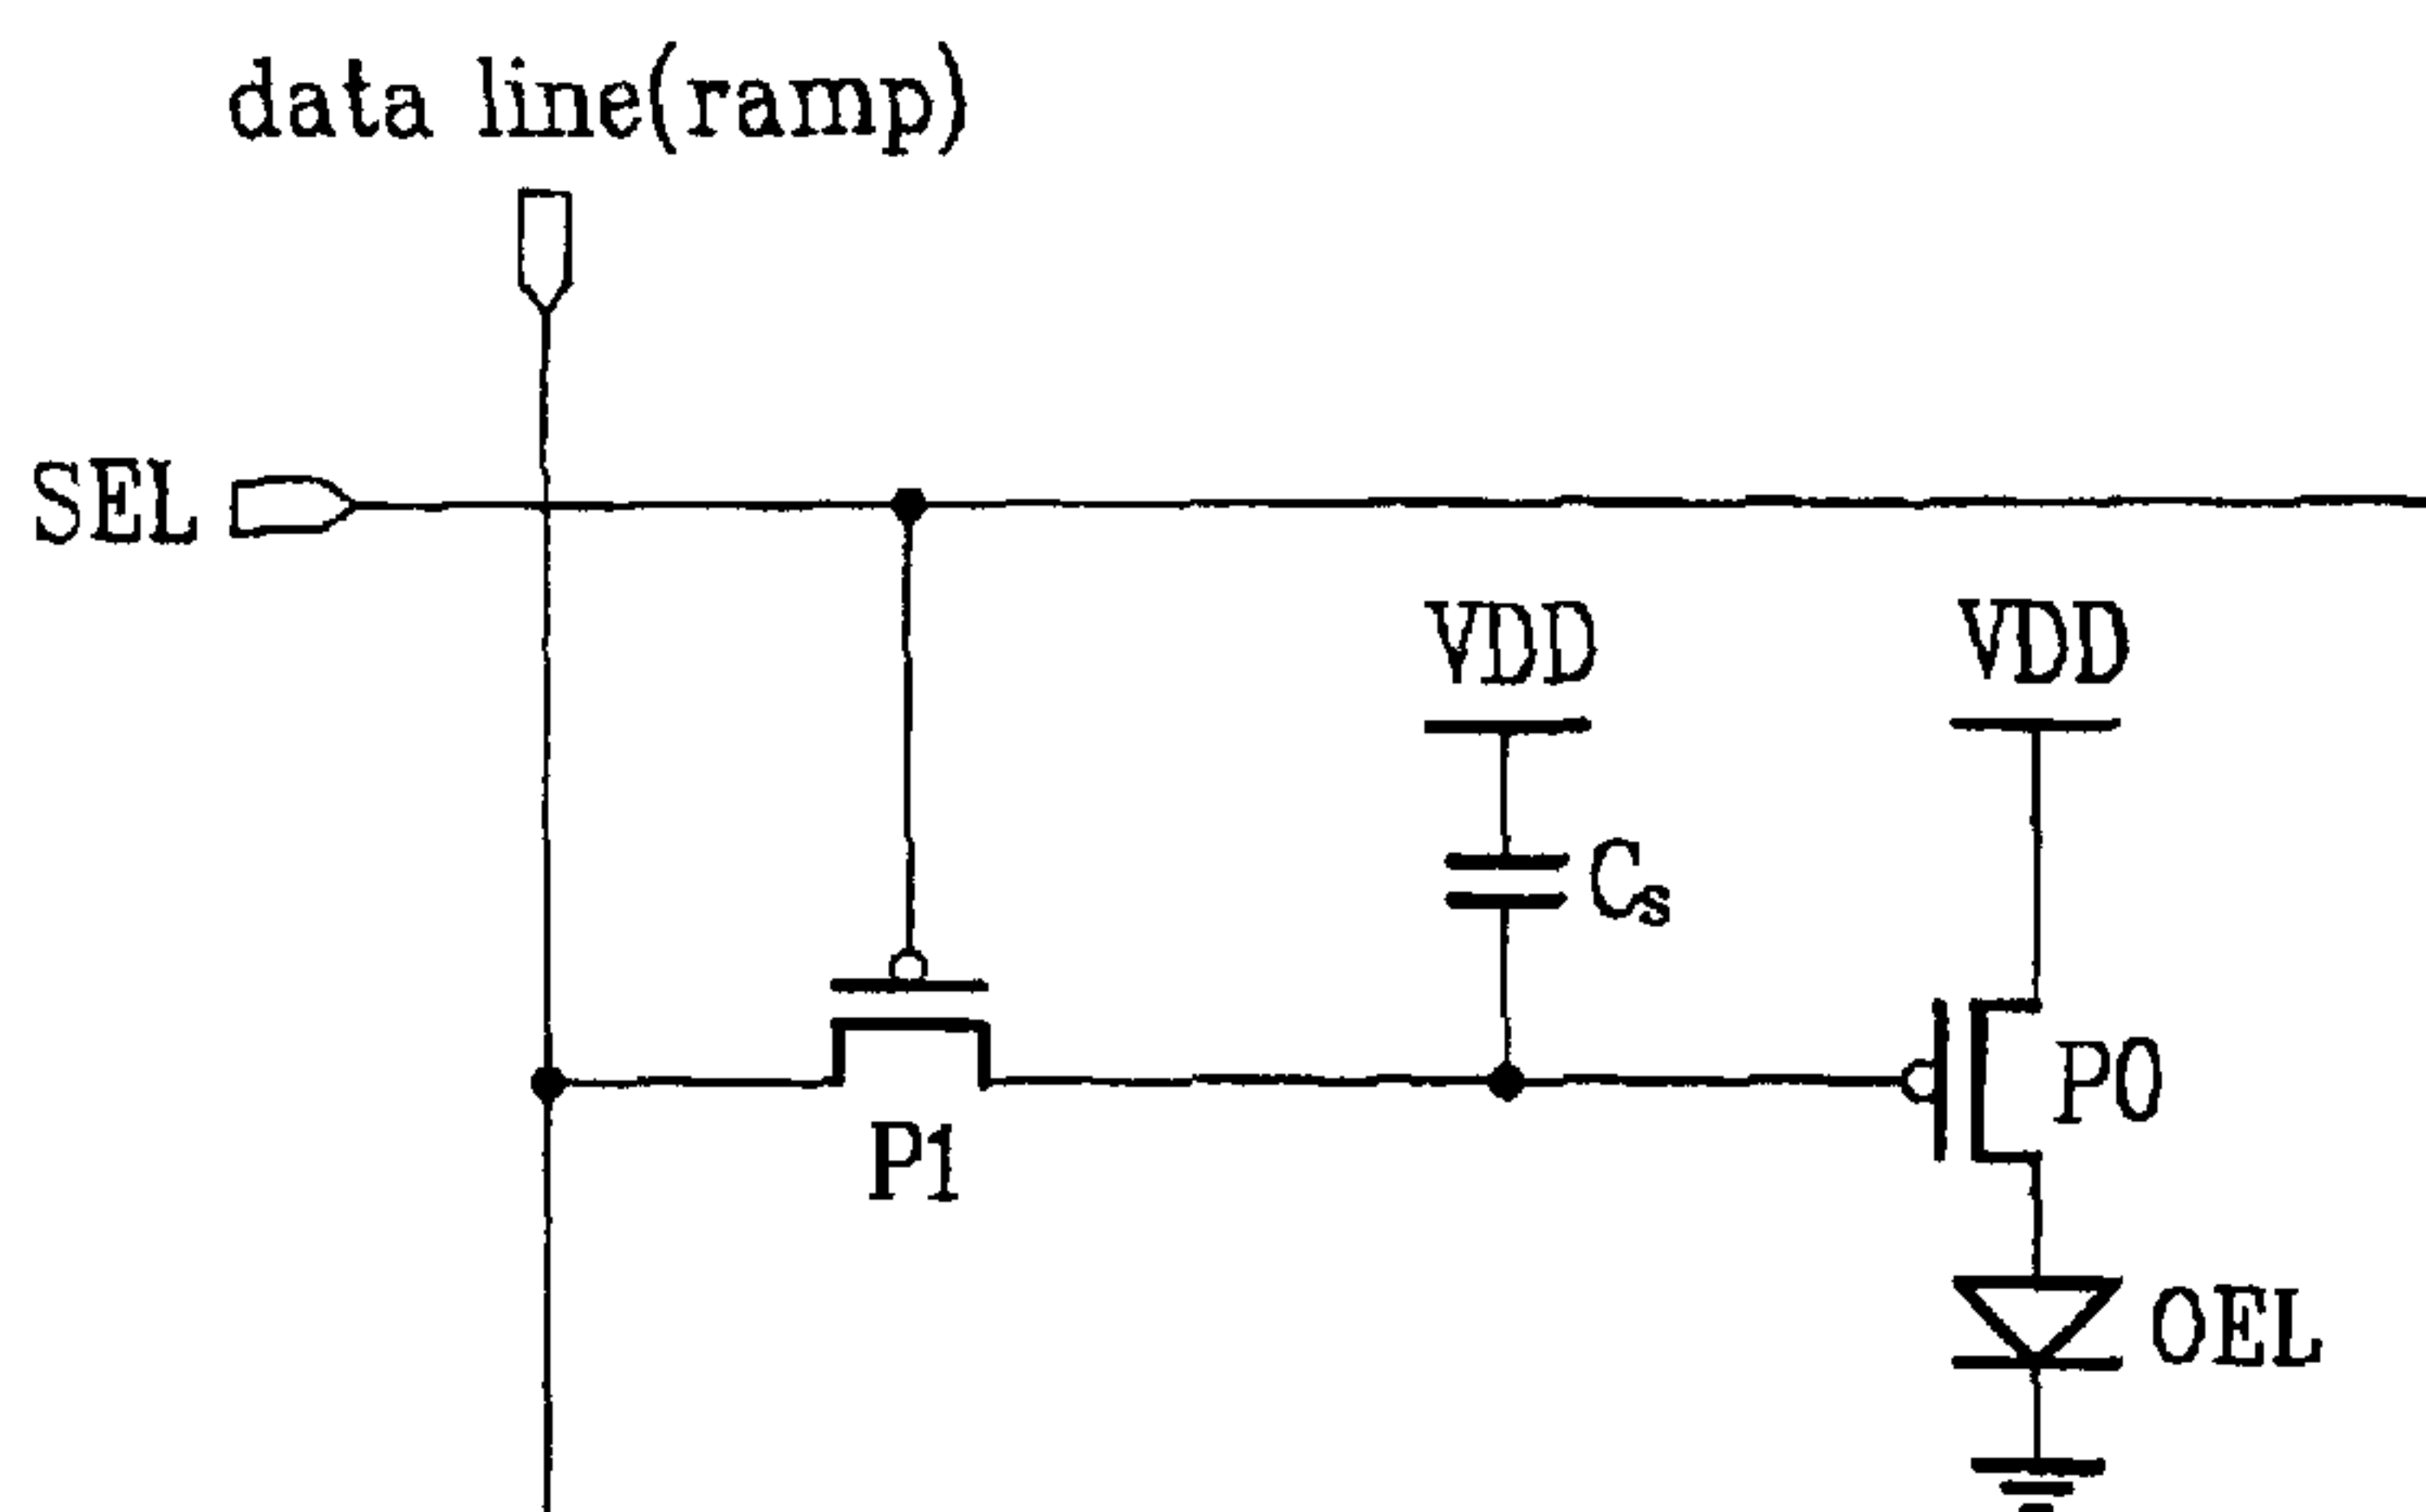 data line(ramp)
SEL
VDD VDD
Cs
P0
P1
OEL